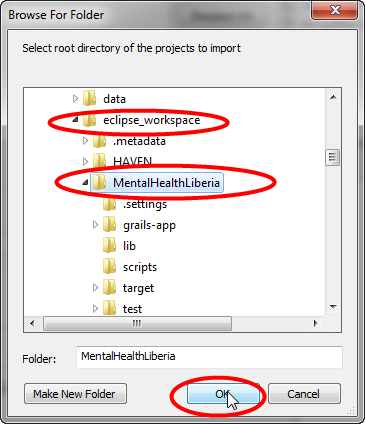 Browse For Folder
Select root directory of the projects to import
data
eclipse_workspace
.metadata
HAVEN
MentalHealthLiberia
.settings
grails-app
lib
scripts
target
test
Folder: MentalHealthLiberia
Make New Folder OK Cancel